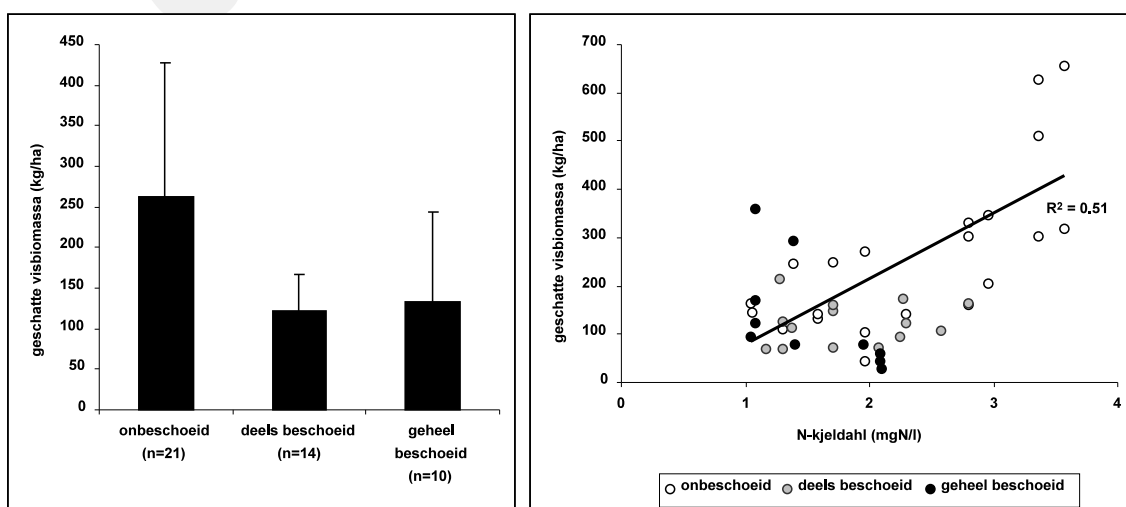 geschatte visbiomassa (kg/ha)
450
400
350
300
250
200
150
100
50
0
onbeschoeid
(n=21)
deels beschoeid
(n=14)
geheel
beschoeid
(n=10)
geschatte visbiomassa (kg/ha)
700
600
500
400
300
200
100
0
R² = 0.51
0 1 2 3 4
N-kjeldahl (mgN/l)
onbeschoeid deels beschoeid geheel beschoeid